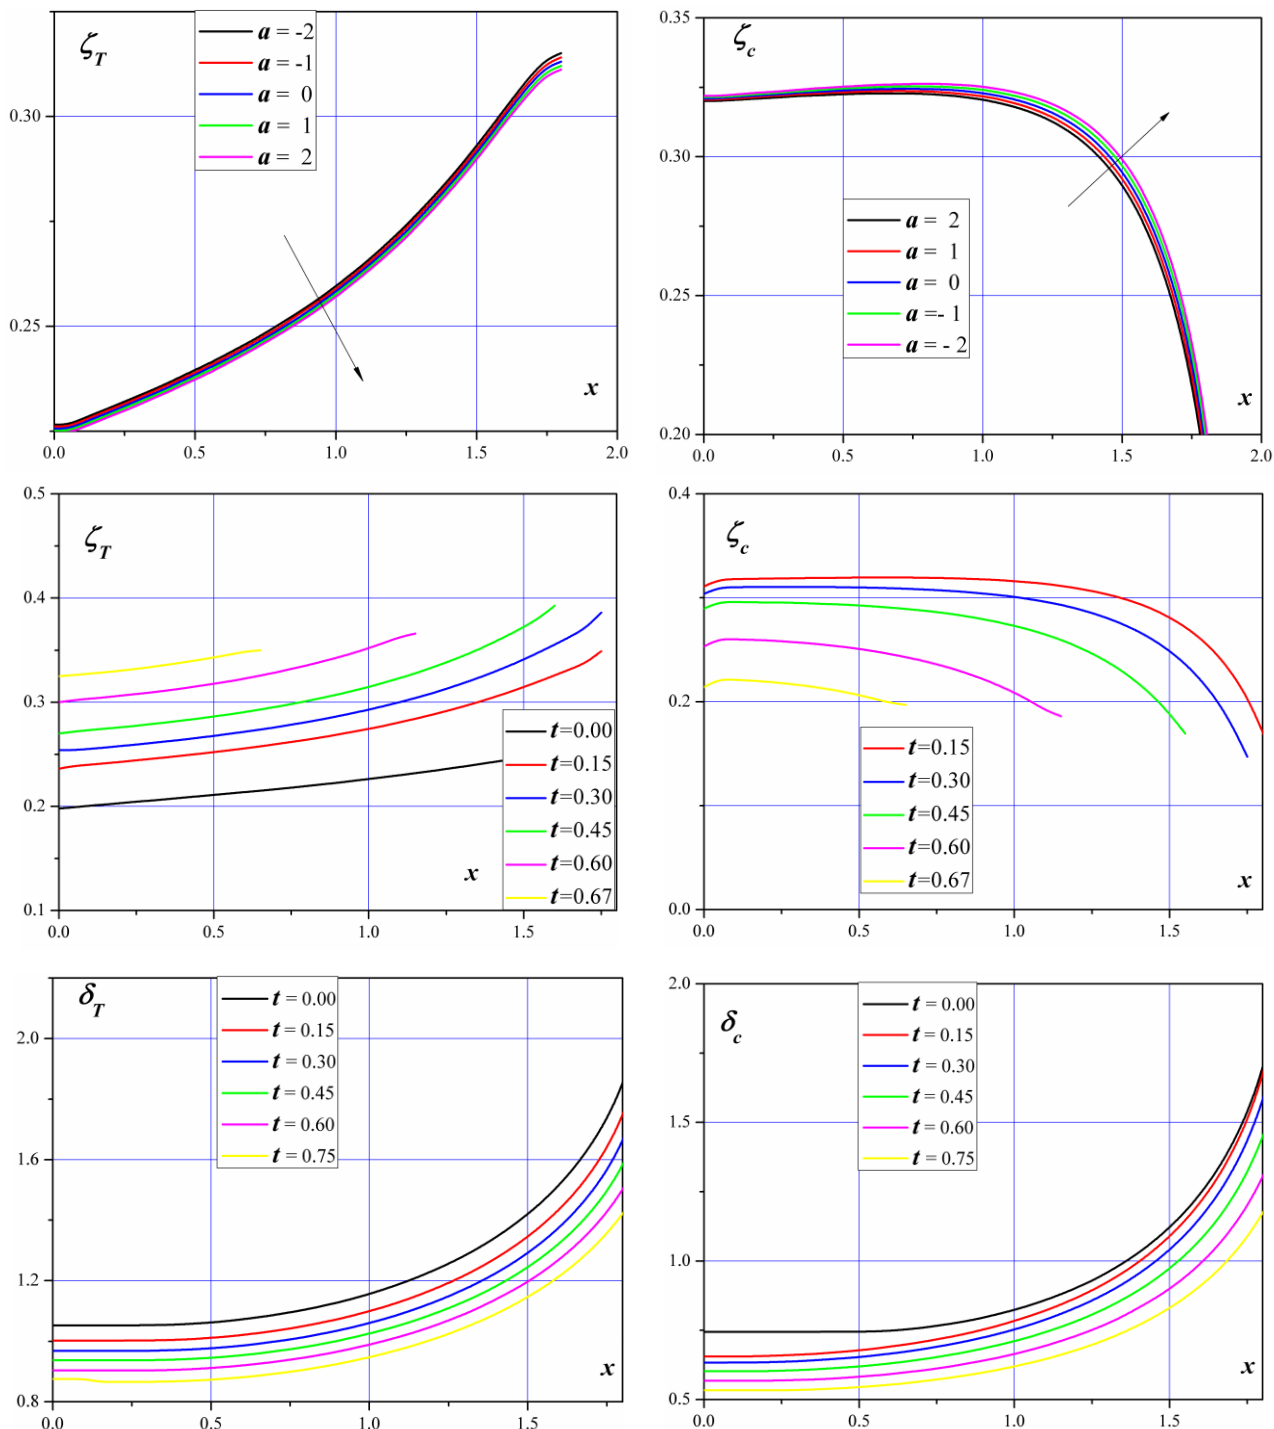 ζT
a = -2
a = -1
a = 0
a = 1
a = 2
0.30
0.25
x
0.0 0.5 1.0 1.5 2.0
0.35
ζc
0.30
a = 2
a = 1
a = 0
a =- 1
a = - 2
0.25
x
0.20
0.0 0.5 1.0 1.5 2.0
0.5
ζT
0.4
0.3
t=0.00
t=0.15
t=0.30
t=0.45
t=0.60
t=0.67
0.2
x
0.1
0.0 0.5 1.0 1.5
0.4
ζc
0.2
t=0.15
t=0.30
t=0.45
t=0.60
t=0.67
x
0.0
0.0 0.5 1.0 1.5
δT
t = 0.00
t = 0.15
t = 0.30
t = 0.45
t = 0.60
t = 0.75
2.0
1.6
1.2
x
0.8
0.0 0.5 1.0 1.5
2.0
δc
t = 0.00
t = 0.15
t = 0.30
t = 0.45
t = 0.60
t = 0.75
1.5
1.0
x
0.5
0.0 0.5 1.0 1.5